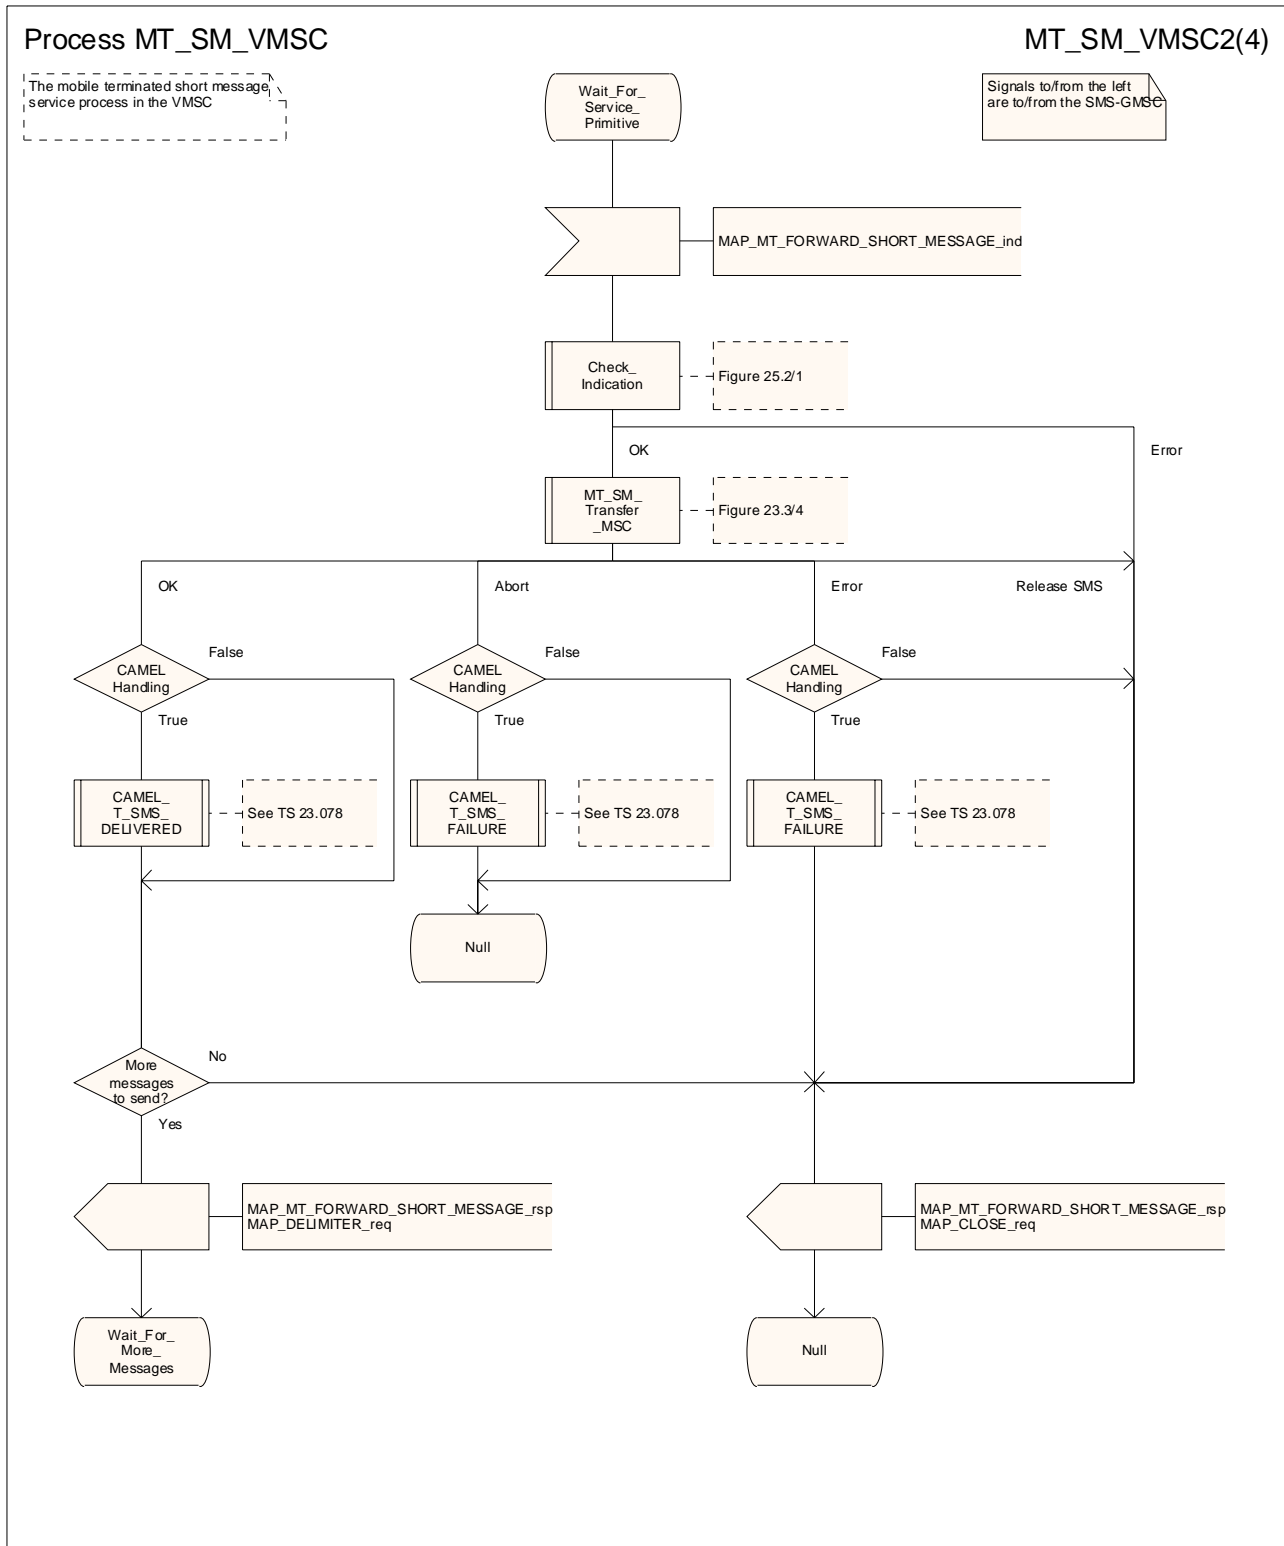 Process MT_SM_VMSC
MT_SM_VMSC2(4)
The mobile terminated short message
service process in the VMSC
Wait_For_
Service_
Primitive
Signals to/from the left
are to/from the SMS-GMSC
MAP_MT_FORWARD_SHORT_MESSAGE_ind
Check_
Indication
Figure 25.2/1
OK
Error
MT_SM_
Transfer
_MSC
Figure 23.3/4
OK
Abort
Error
Release SMS
CAMEL
Handling
False
CAMEL
Handling
False
CAMEL
Handling
False
True
True
True
CAMEL_
T_SMS_
DELIVERED
See TS 23.078
CAMEL_
T_SMS_
FAILURE
See TS 23.078
CAMEL_
T_SMS_
FAILURE
See TS 23.078
Null
More
messages
to send?
No
Yes
MAP_MT_FORWARD_SHORT_MESSAGE_rsp
MAP_DELIMITER_req
MAP_MT_FORWARD_SHORT_MESSAGE_rsp
MAP_CLOSE_req
Wait_For_
More_
Messages
Null